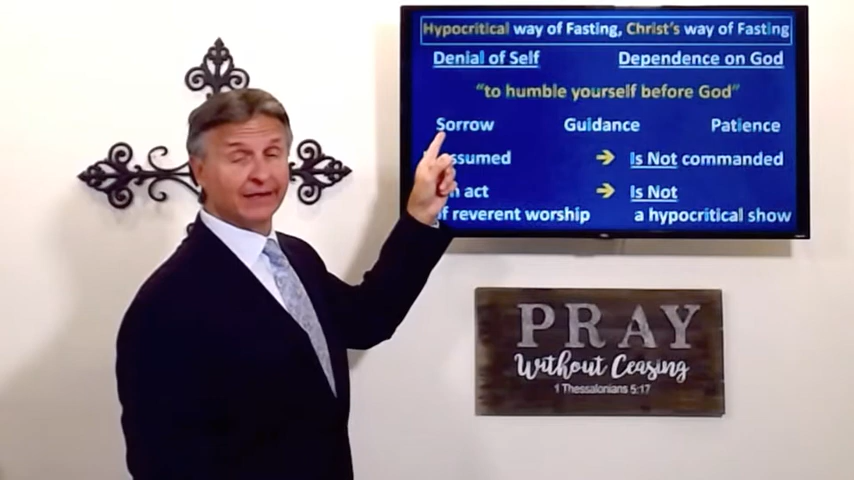 Hypocritical way of Fasting, Christ's way of Fasting
Denial of Self Dependence on God
"to humble yourself before God"
Sorrow Guidance Patience
ssumed → Is Not commanded
n act → Is Not
of reverent worship a hypocritical show
PRAY
Without Ceasing
1 Thessalonians 5:17